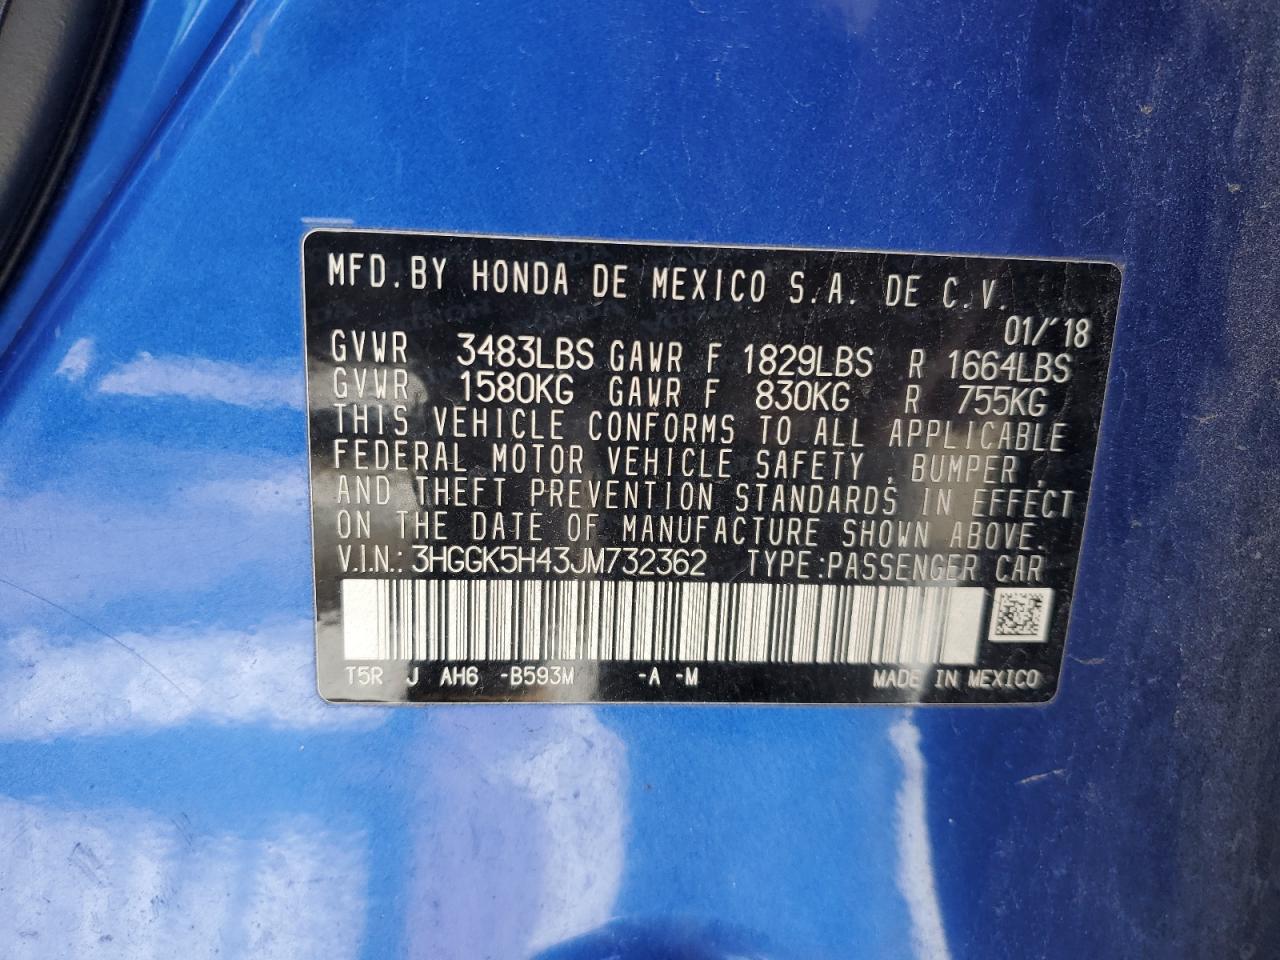 MFD. BY HONDA DE MEXICO S.A. DE C.V.
01/'18
GVWR 3483LBS GAWR F 1829LBS R 1664LBS
GVWR 1580KG GAWR F 830KG R 755KG
THIS VEHICLE CONFORMS TO ALL APPLICABLE
FEDERAL MOTOR VEHICLE SAFETY, BUMPER,
AND THEFT PREVENTION STANDARDS IN EFFECT
ON THE DATE OF MANUFACTURE SHOWN ABOVE.
V.I.N.: 3HGGK5H43JM732362 TYPE:PASSENGER CAR
T5R J AH6 -B593M -A -M MADE IN MEXICO